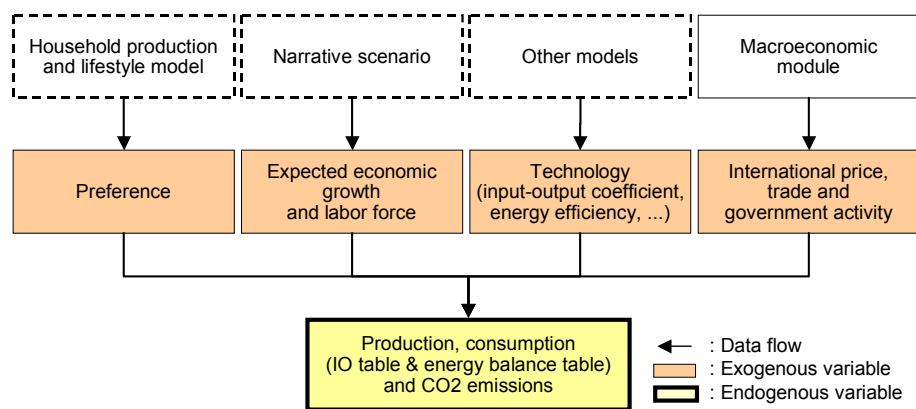 Household production
and lifestyle model
Narrative scenario
Other models
Macroeconomic
module
Preference
Expected economic
growth
and labor force
Technology
(input-output coefficient,
energy efficiency, ...)
International price,
trade and
government activity
Production, consumption
(IO table & energy balance table)
and CO2 emissions
: Data flow
: Exogenous variable
: Endogenous variable